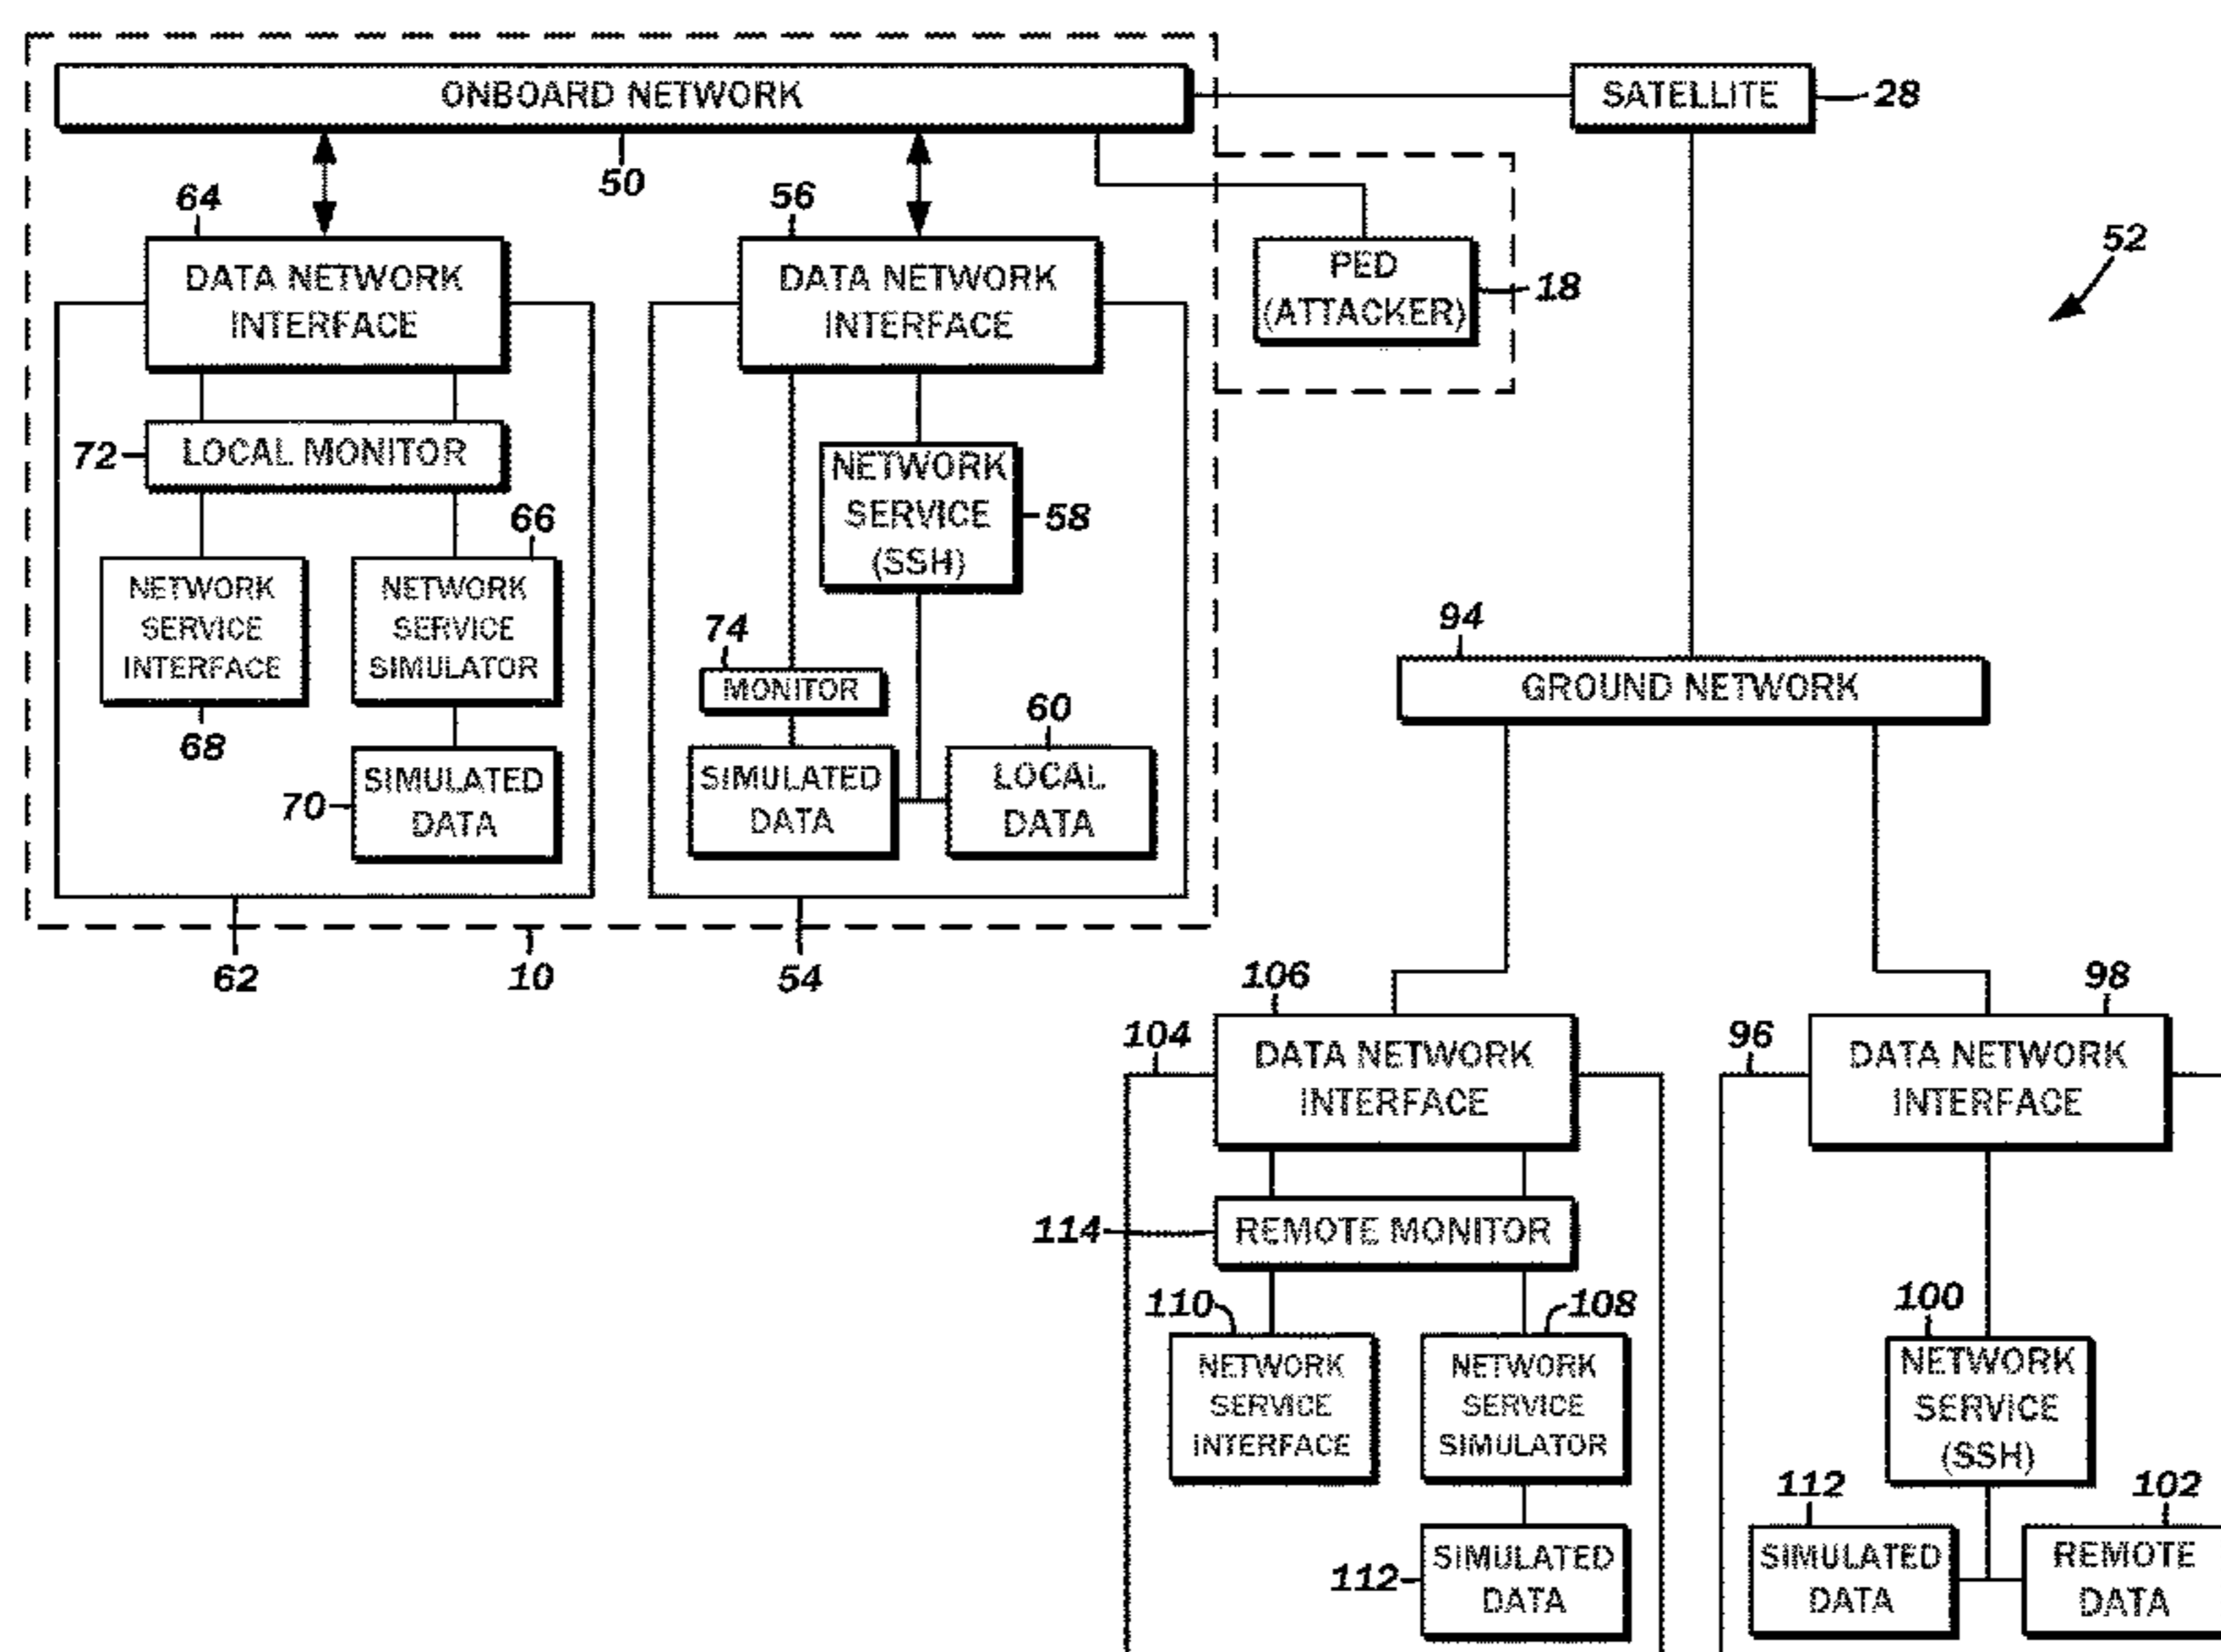 ONBOARD NETWORK
SATELLITE
28
50
64
56
52
DATA NETWORK
INTERFACE
DATA NETWORK
INTERFACE
PED
(ATTACKER)
18
72
LOCAL MONITOR
NETWORK
SERVICE
(SSH)
58
66
NETWORK
SERVICE
INTERFACE
NETWORK
SERVICE
SIMULATOR
68
74
MONITOR
60
94
GROUND NETWORK
70
SIMULATED
DATA
SIMULATED
DATA
LOCAL
DATA
62
10
54
106
98
104
96
DATA NETWORK
INTERFACE
DATA NETWORK
INTERFACE
114
REMOTE MONITOR
110
108
100
NETWORK
SERVICE
INTERFACE
NETWORK
SERVICE
SIMULATOR
NETWORK
SERVICE
(SSH)
112
102
112
SIMULATED
DATA
SIMULATED
DATA
REMOTE
DATA